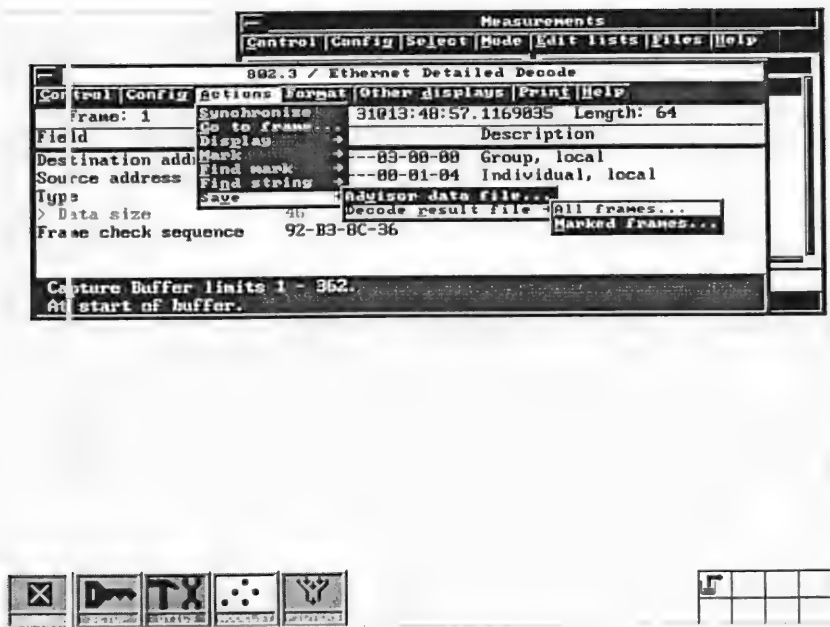 Measurements
Control Config Select Mode Edit lists Files Help
802.3 / Ethernet Detailed Decode
Control Config Actions Format Other displays Print Help
Frame: 1 31@13:48:57.1169835 Length: 64
Field Description
Synchronize
Go to frame...
Display
Mark
Find mark
Find string
Save
Destination add ---03-00-00 Group, local
Source address ---00-01-04 Individual, local
Type
Advisor data file...
> Data size 46
Decode result file
All frames...
Marked frames...
Frame check sequence 92-B3-8C-36
Capture Buffer limits 1 - 362.
At start of buffer.